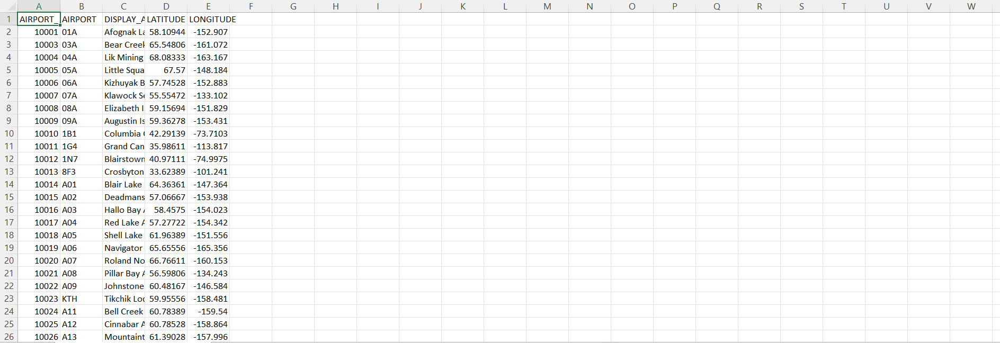 A B C D E F G H I J K L M N O P Q R S T U V W
1 AIRPORT_ AIRPORT DISPLAY_A LATITUDE LONGITUDE
2 10001 01A Afognak La 58.10944 -152.907
3 10003 03A Bear Creek 65.54806 -161.072
4 10004 04A Lik Mining 68.08333 -163.167
5 10005 05A Little Squa 67.57 -148.184
6 10006 06A Kizhuyak B 57.74528 -152.883
7 10007 07A Klawock Se 55.55472 -133.102
8 10008 08A Elizabeth I 59.15694 -151.829
9 10009 09A Augustin Is 59.36278 -153.431
10 10010 1B1 Columbia C 42.29139 -73.7103
11 10011 1G4 Grand Can 35.98611 -113.817
12 10012 1N7 Blairstown 40.97111 -74.9975
13 10013 8F3 Crosbyton 33.62389 -101.241
14 10014 A01 Blair Lake 64.36361 -147.364
15 10015 A02 Deadmans 57.06667 -153.938
16 10016 A03 Hallo Bay A 58.4575 -154.023
17 10017 A04 Red Lake A 57.27722 -154.342
18 10018 A05 Shell Lake 61.96389 -151.556
19 10019 A06 Navigator 65.65556 -165.356
20 10020 A07 Roland No 66.76611 -160.153
21 10021 A08 Pillar Bay A 56.59806 -134.243
22 10022 A09 Johnstone 60.48167 -146.584
23 10023 KTH Tikchik Loc 59.95556 -158.481
24 10024 A11 Bell Creek 60.78389 -159.54
25 10025 A12 Cinnabar A 60.78528 -158.864
26 10026 A13 Mountaint 61.39028 -157.996